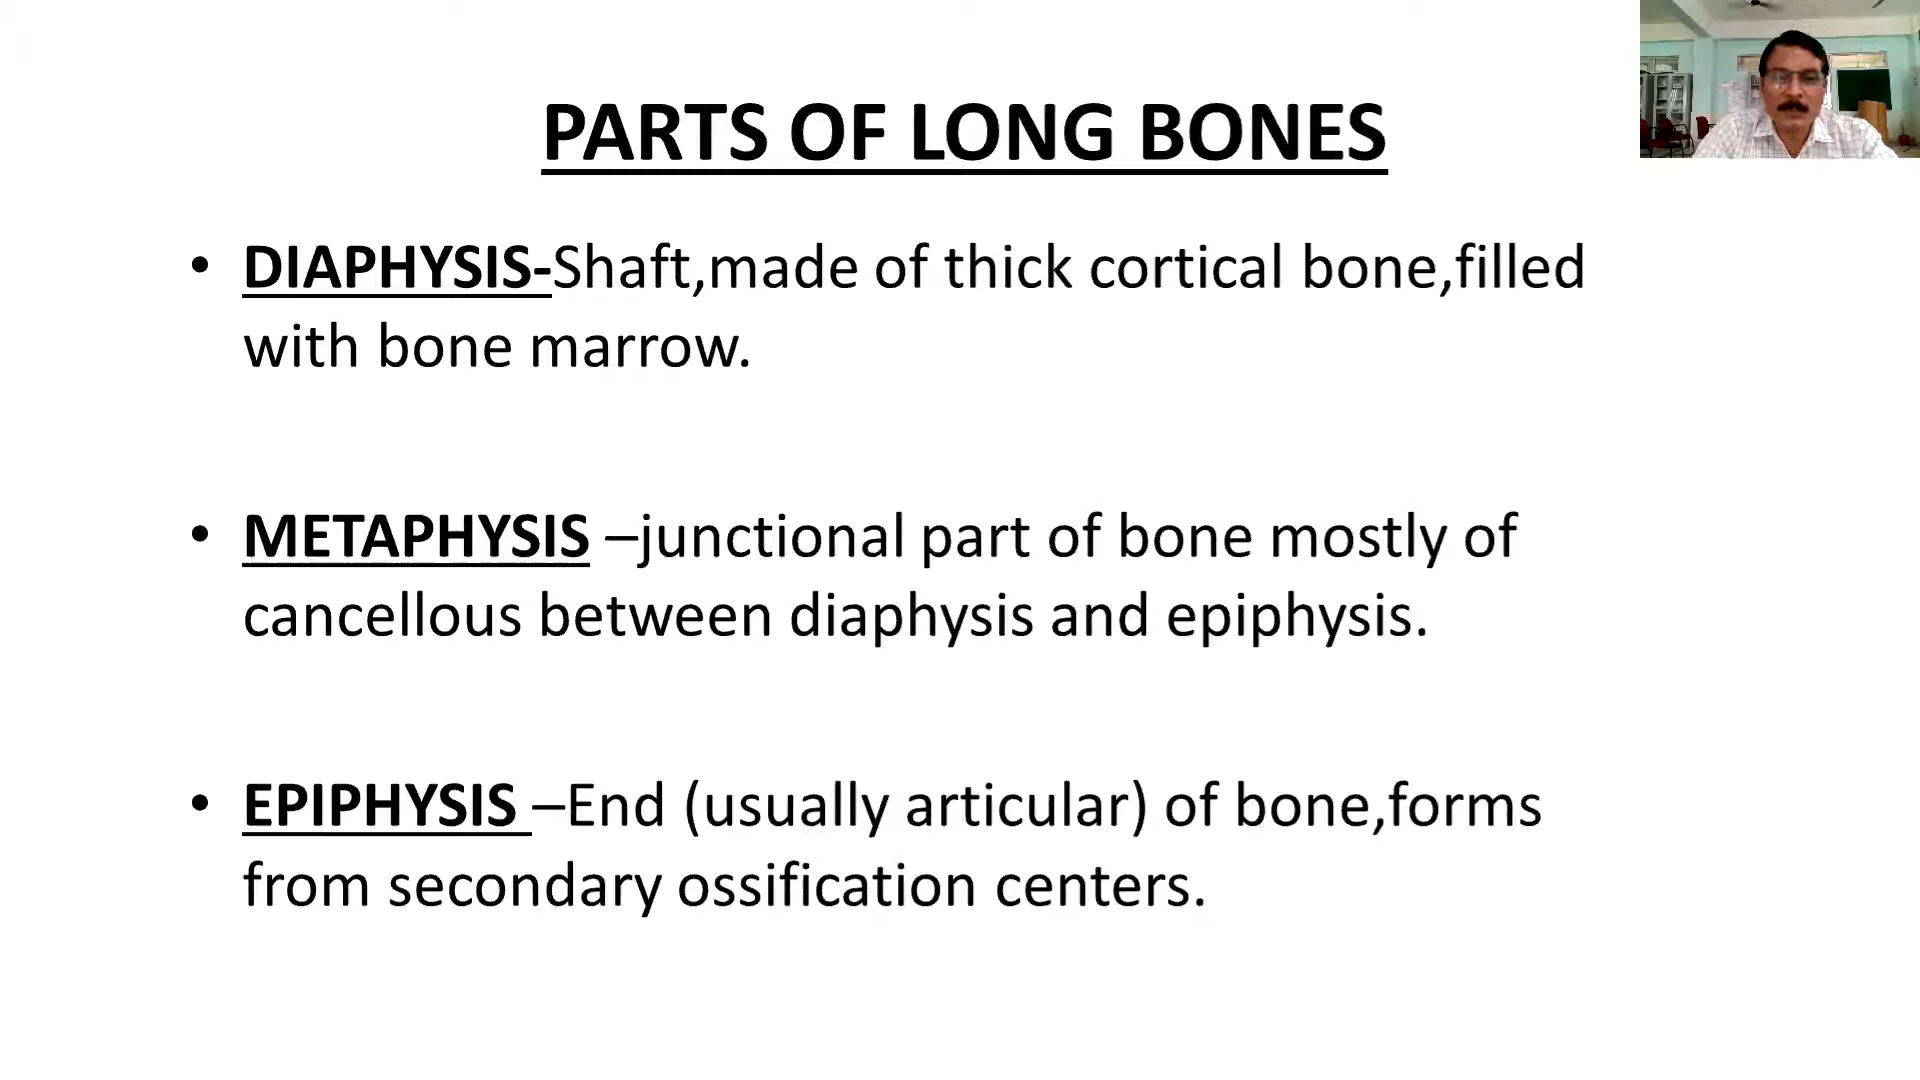 PARTS OF LONG BONES
• DIAPHYSIS-Shaft,made of thick cortical bone,filled
with bone marrow.
• METAPHYSIS –junctional part of bone mostly of
cancellous between diaphysis and epiphysis.
• EPIPHYSIS –End (usually articular) of bone,forms
from secondary ossification centers.